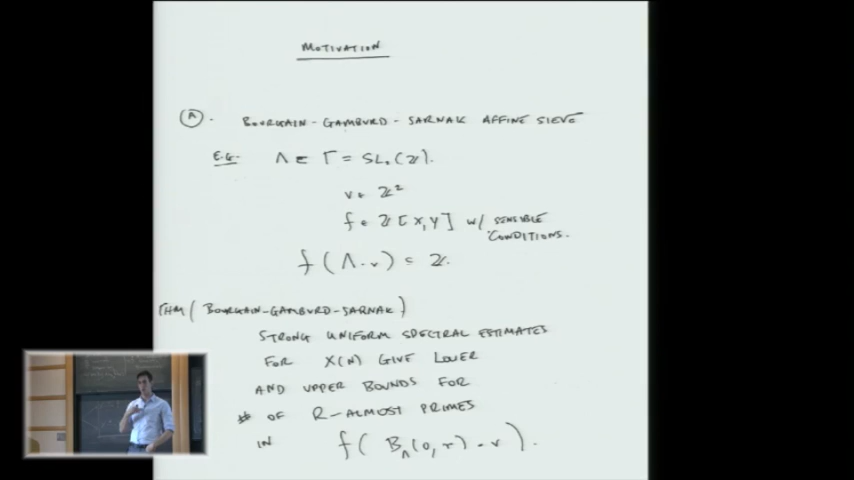 MOTIVATION
(A). BOURGAIN-GAMBURD-SARNAK AFFINE SIEVE
E.G. Λ ⊂ Γ = SL₂(ℤ).
v ∈ ℤ²
f ∈ ℤ[X,Y] w/ SENSIBLE
CONDITIONS.
f(Λ·v) ⊂ ℤ.
THM (BOURGAIN-GAMBURD-SARNAK)
STRONG UNIFORM SPECTRAL ESTIMATES
FOR X(N) GIVE LOWER
AND UPPER BOUNDS FOR
# OF R-ALMOST PRIMES
IN f( B_Λ(0,r)·v ).